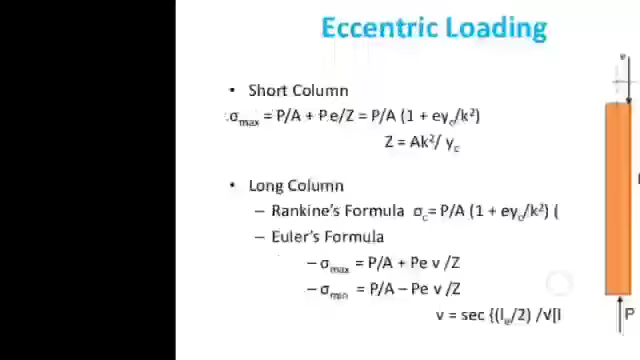 Eccentric Loading
e
• Short Column
σmax = P/A + P.e/Z = P/A (1 + eyc/k²)
Z = Ak²/ yc
• Long Column
– Rankine's Formula σc= P/A (1 + eyc/k²) (
– Euler's Formula
– σmax = P/A + Pe v /Z
– σmin = P/A – Pe v /Z
P
v = sec {(le/2) /√[